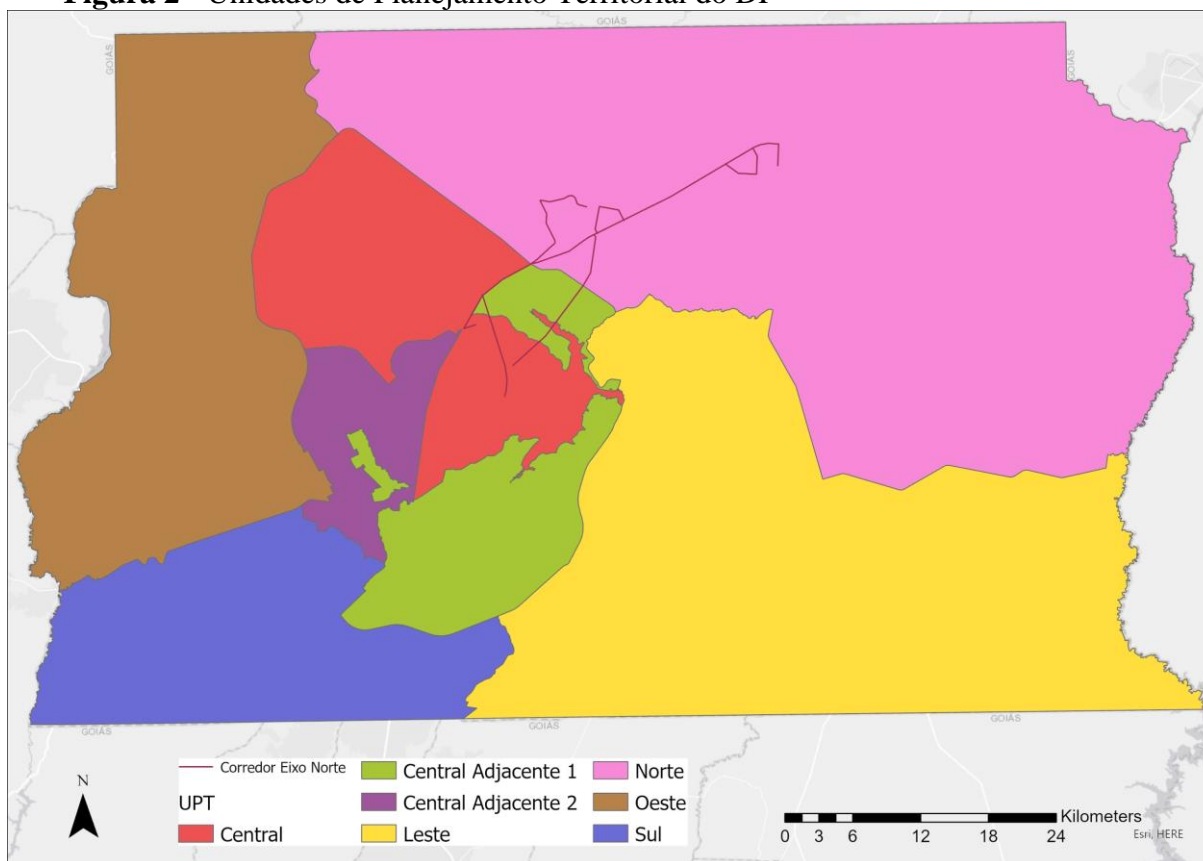 Figura 2 - Unidades de Planejamento Territorial do DF
GOIÁS
GOIÁS
GOIÁS
GOIÁS
GOIÁS
GOIÁS
N
Corredor Eixo Norte
UPT
Central
Central Adjacente 1
Central Adjacente 2
Leste
Norte
Oeste
Sul
Kilometers
0 3 6 12 18 24
Esri, HERE